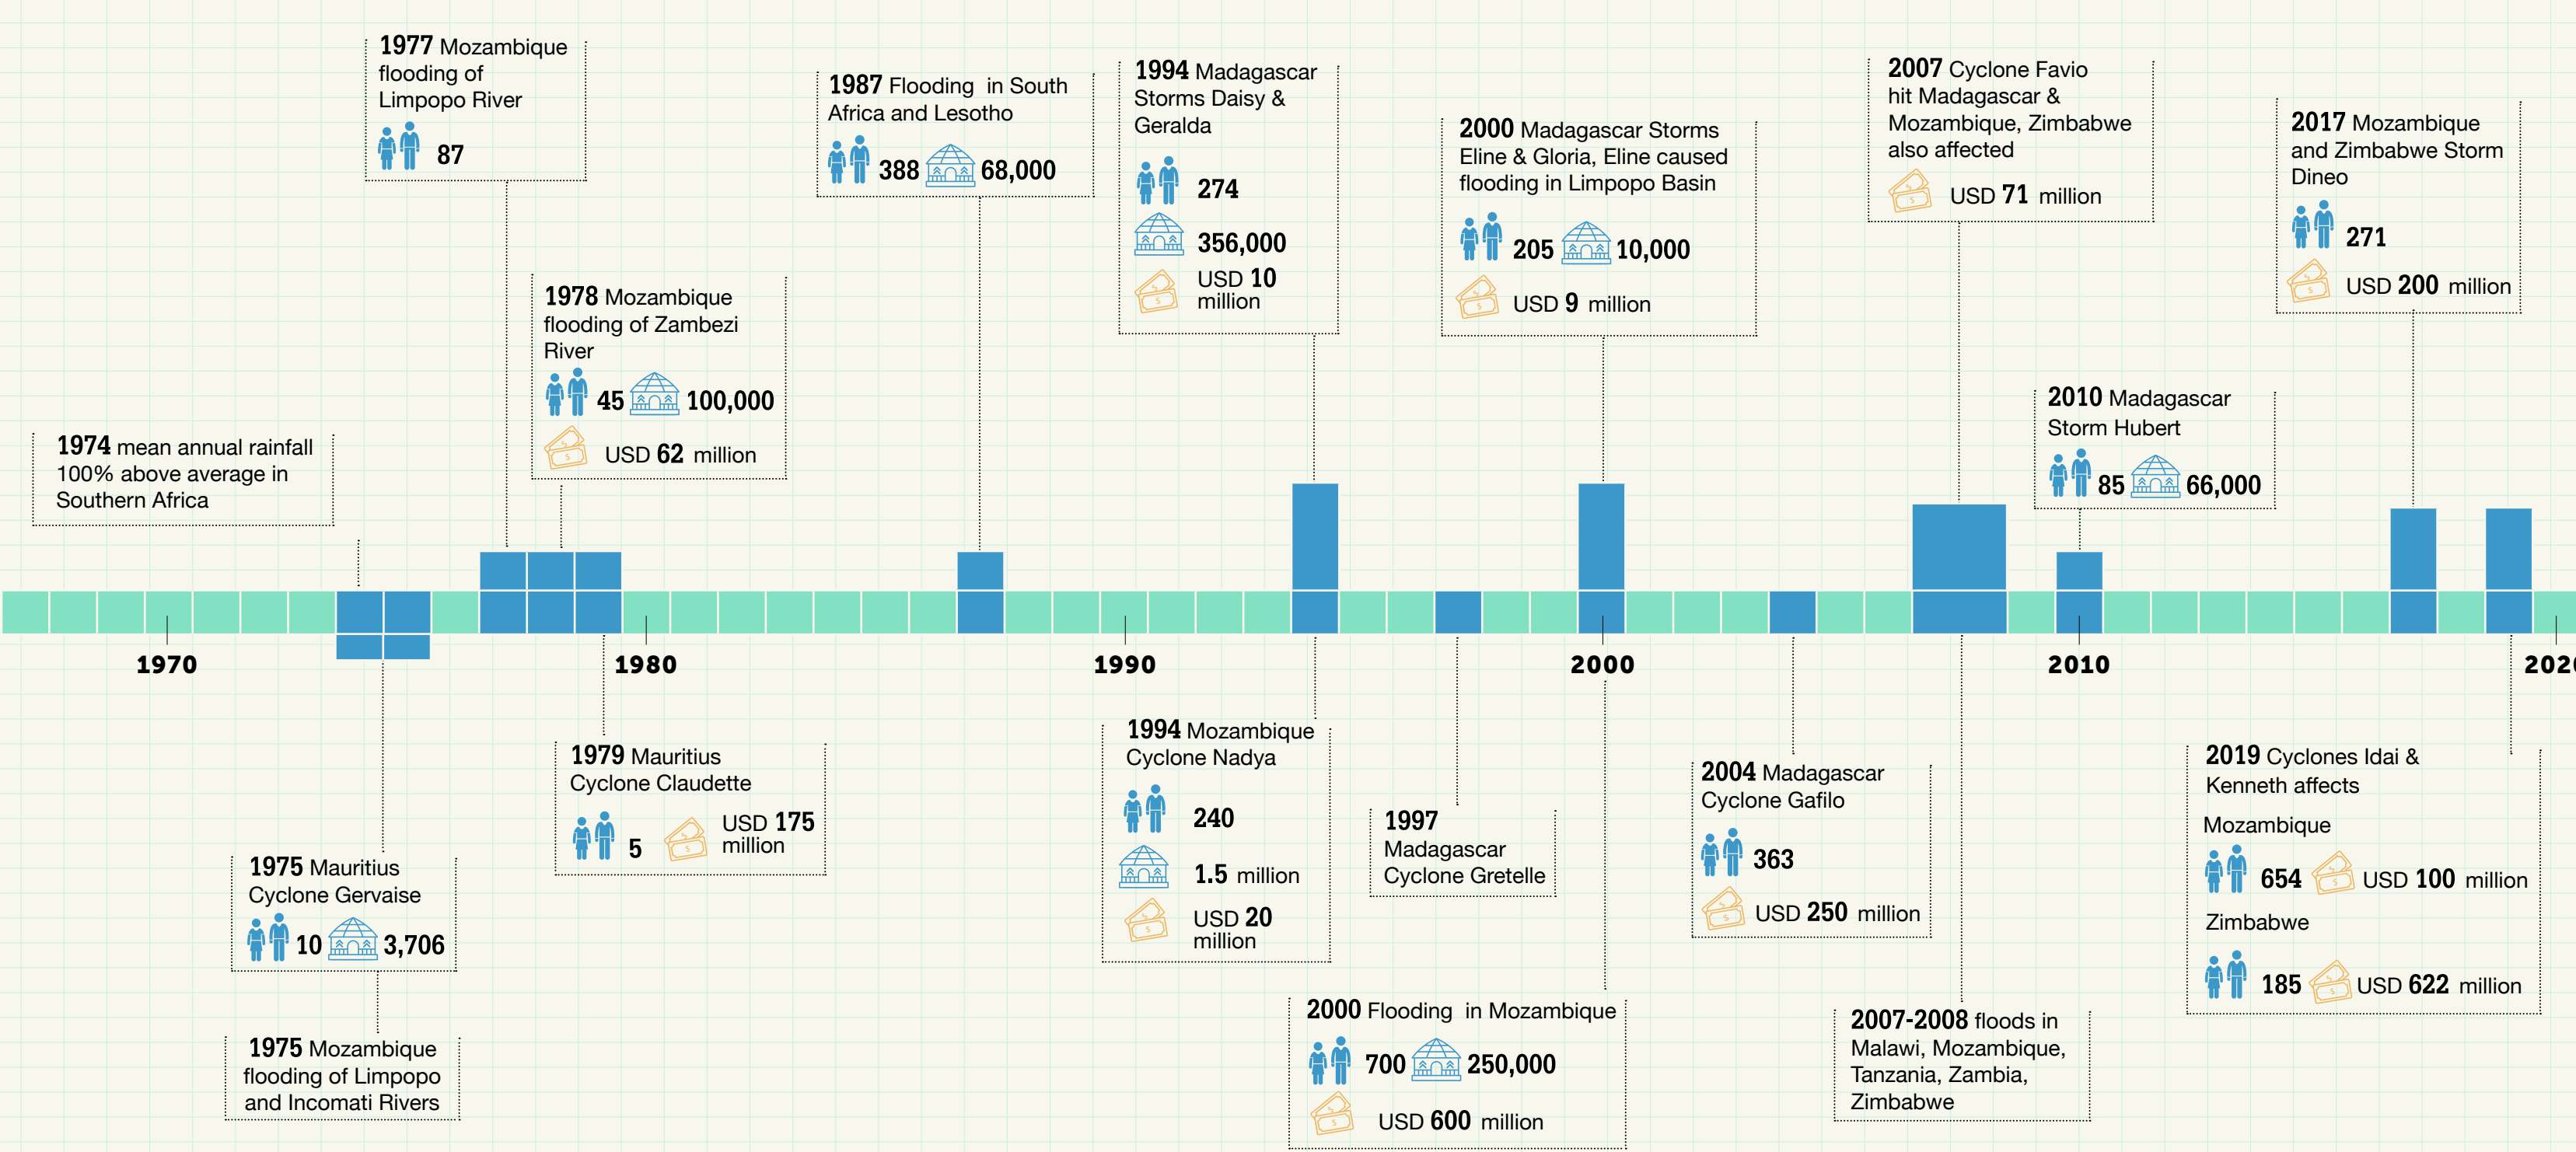 1977 Mozambique
flooding of
Limpopo River
87
1987 Flooding in South
Africa and Lesotho
388 68,000
1994 Madagascar
Storms Daisy &
Geralda
274
356,000
USD 10
million
2000 Madagascar Storms
Eline & Gloria, Eline caused
flooding in Limpopo Basin
205 10,000
USD 9 million
2007 Cyclone Favio
hit Madagascar &
Mozambique, Zimbabwe
also affected
USD 71 million
2017 Mozambique
and Zimbabwe Storm
Dineo
271
USD 200 million
1978 Mozambique
flooding of Zambezi
River
45 100,000
USD 62 million
2010 Madagascar
Storm Hubert
85 66,000
1974 mean annual rainfall
100% above average in
Southern Africa
1970 1980 1990 2000 2010 2020
1979 Mauritius
Cyclone Claudette
5 USD 175
million
1975 Mauritius
Cyclone Gervaise
10 3,706
1975 Mozambique
flooding of Limpopo
and Incomati Rivers
1994 Mozambique
Cyclone Nadya
240
1.5 million
USD 20
million
1997
Madagascar
Cyclone Gretelle
2000 Flooding in Mozambique
700 250,000
USD 600 million
2004 Madagascar
Cyclone Gafilo
363
USD 250 million
2007-2008 floods in
Malawi, Mozambique,
Tanzania, Zambia,
Zimbabwe
2019 Cyclones Idai &
Kenneth affects
Mozambique
654 USD 100 million
Zimbabwe
185 USD 622 million